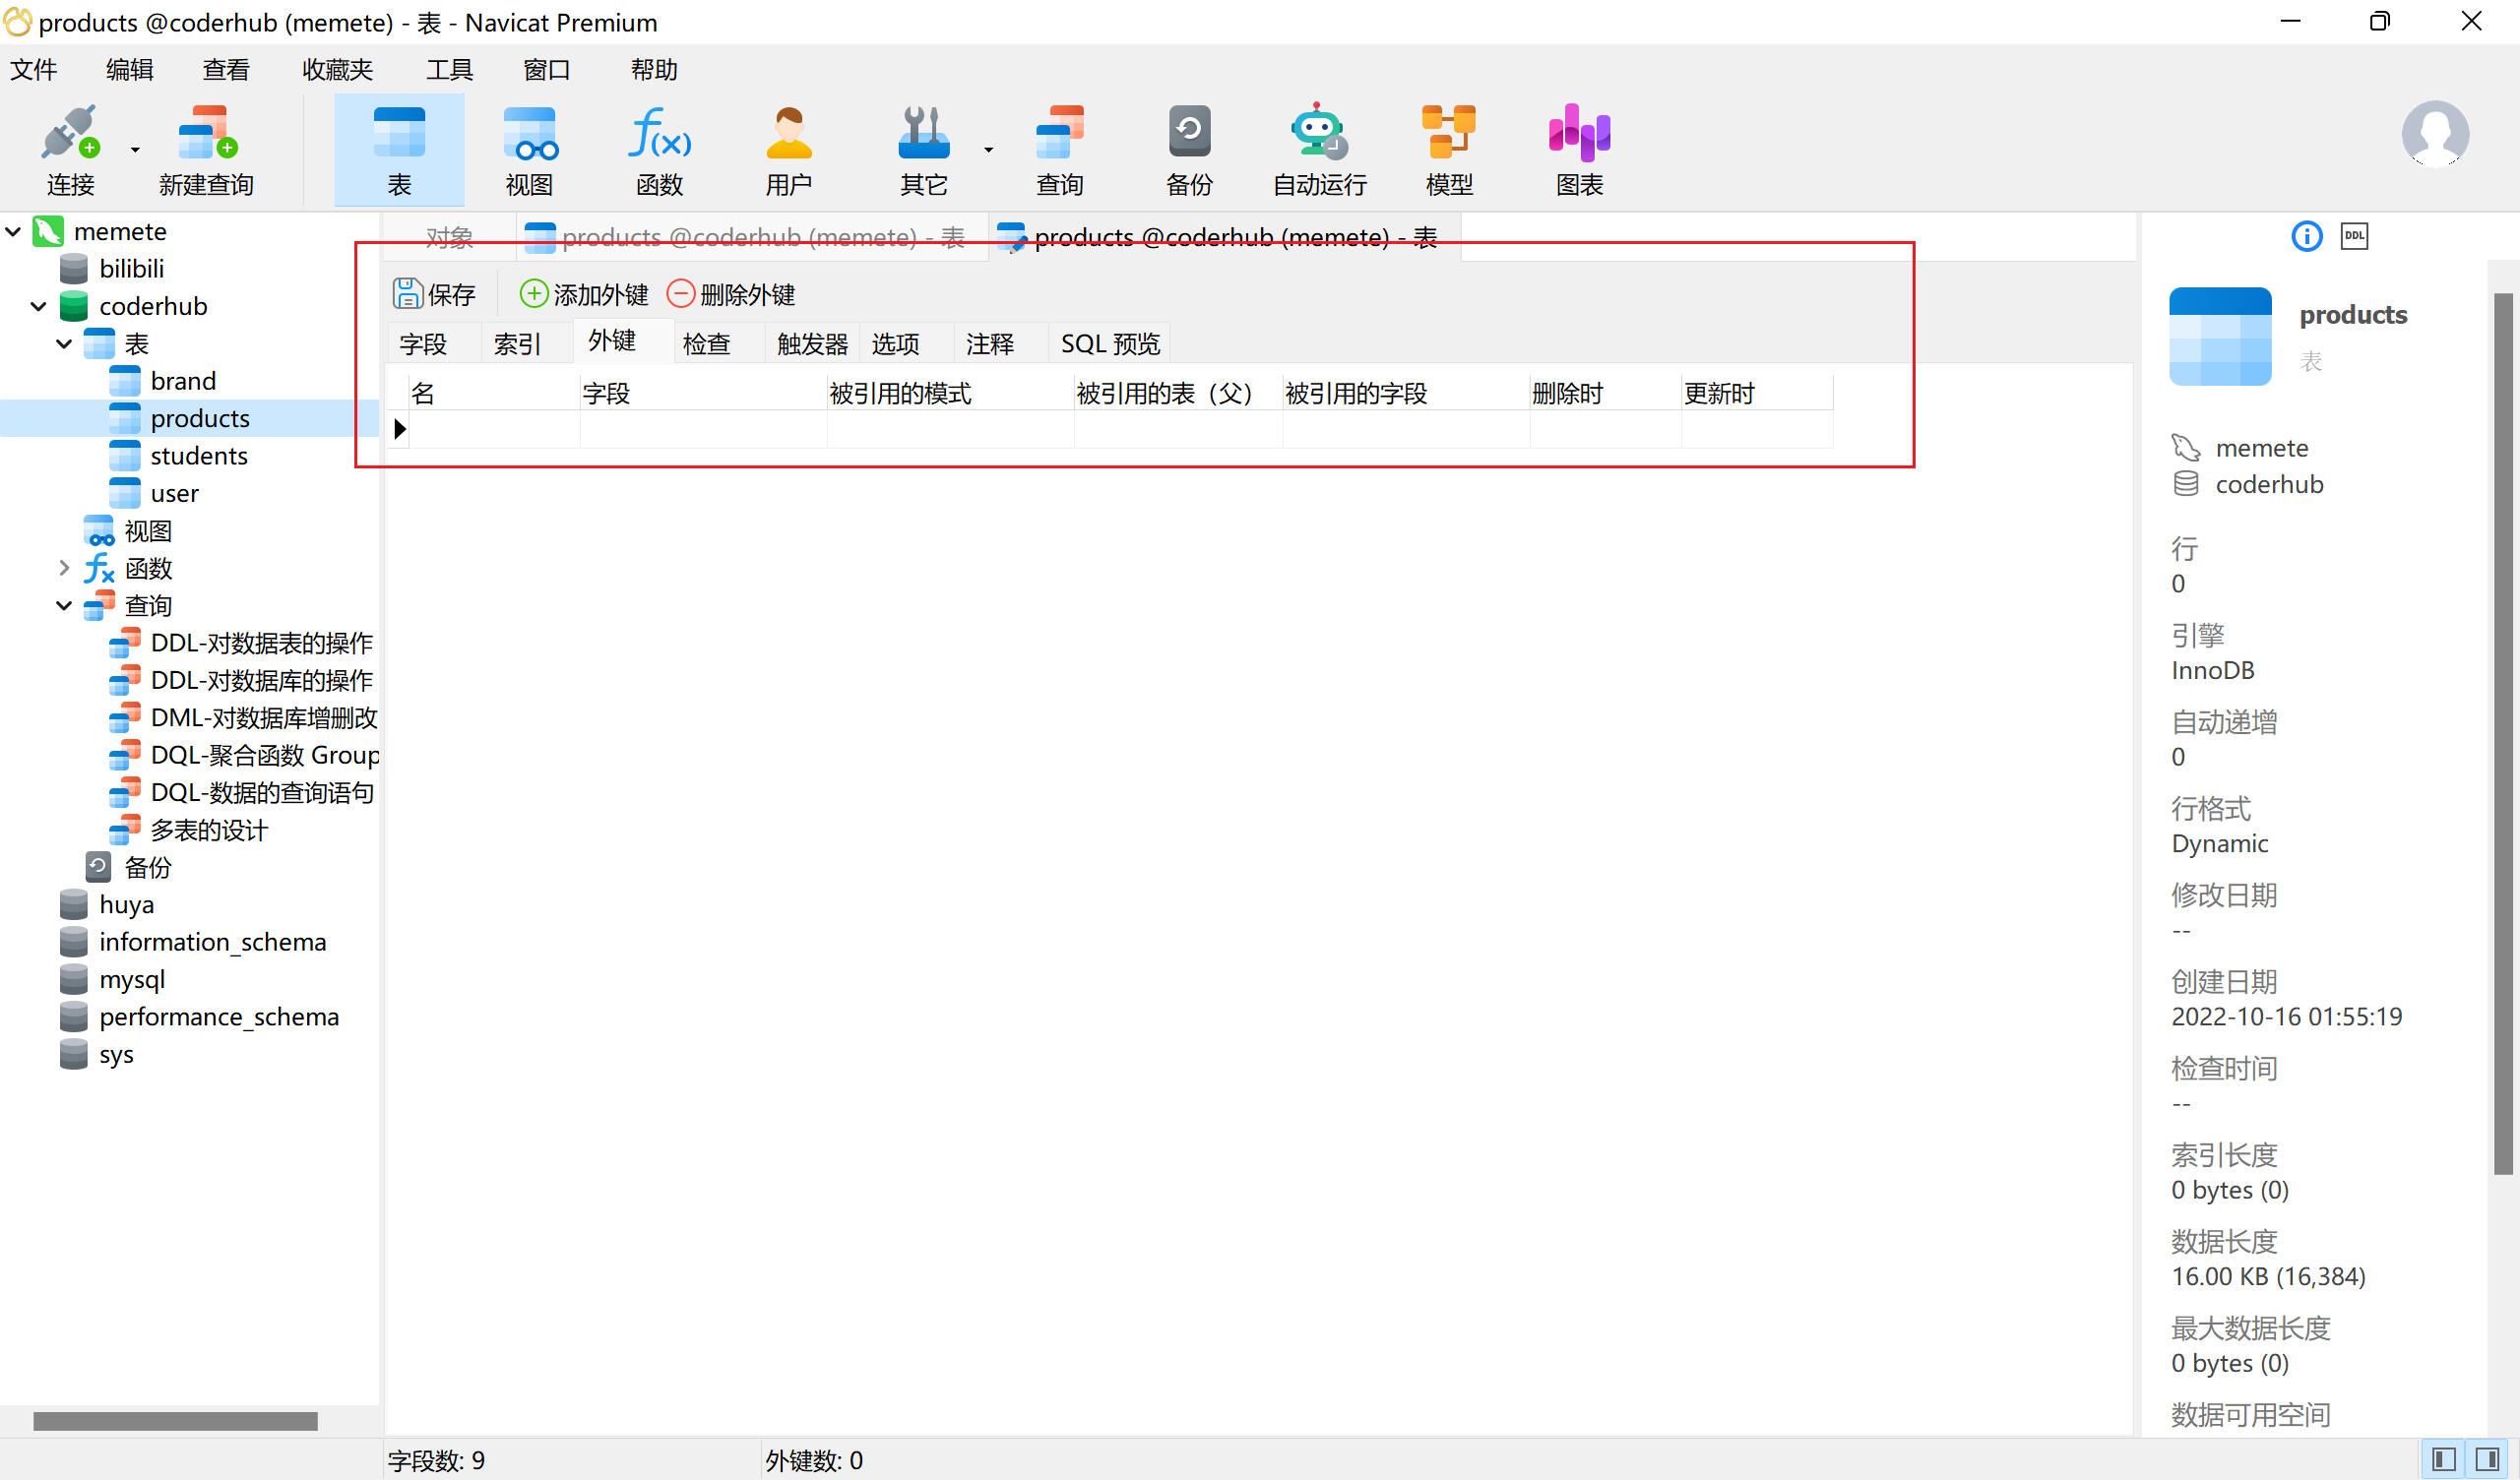 products @coderhub (memete) - 表 - Navicat Premium
文件 编辑 查看 收藏夹 工具 窗口 帮助
连接 新建查询 表 视图 函数 用户 其它 查询 备份 自动运行 模型 图表
memete
bilibili
coderhub
表
brand
products
students
user
视图
函数
查询
DDL-对数据表的操作
DDL-对数据库的操作
DML-对数据库增删改
DQL-聚合函数 Group
DQL-数据的查询语句
多表的设计
备份
huya
information_schema
mysql
performance_schema
sys
对象 products @coderhub (memete) - 表 products @coderhub (memete) - 表
保存 添加外键 删除外键
字段 索引 外键 检查 触发器 选项 注释 SQL 预览
名 字段 被引用的模式 被引用的表（父） 被引用的字段 删除时 更新时
DDL
products
表
memete
coderhub
行
0
引擎
InnoDB
自动递增
0
行格式
Dynamic
修改日期
--
创建日期
2022-10-16 01:55:19
检查时间
--
索引长度
0 bytes (0)
数据长度
16.00 KB (16,384)
最大数据长度
0 bytes (0)
数据可用空间
字段数: 9 外键数: 0